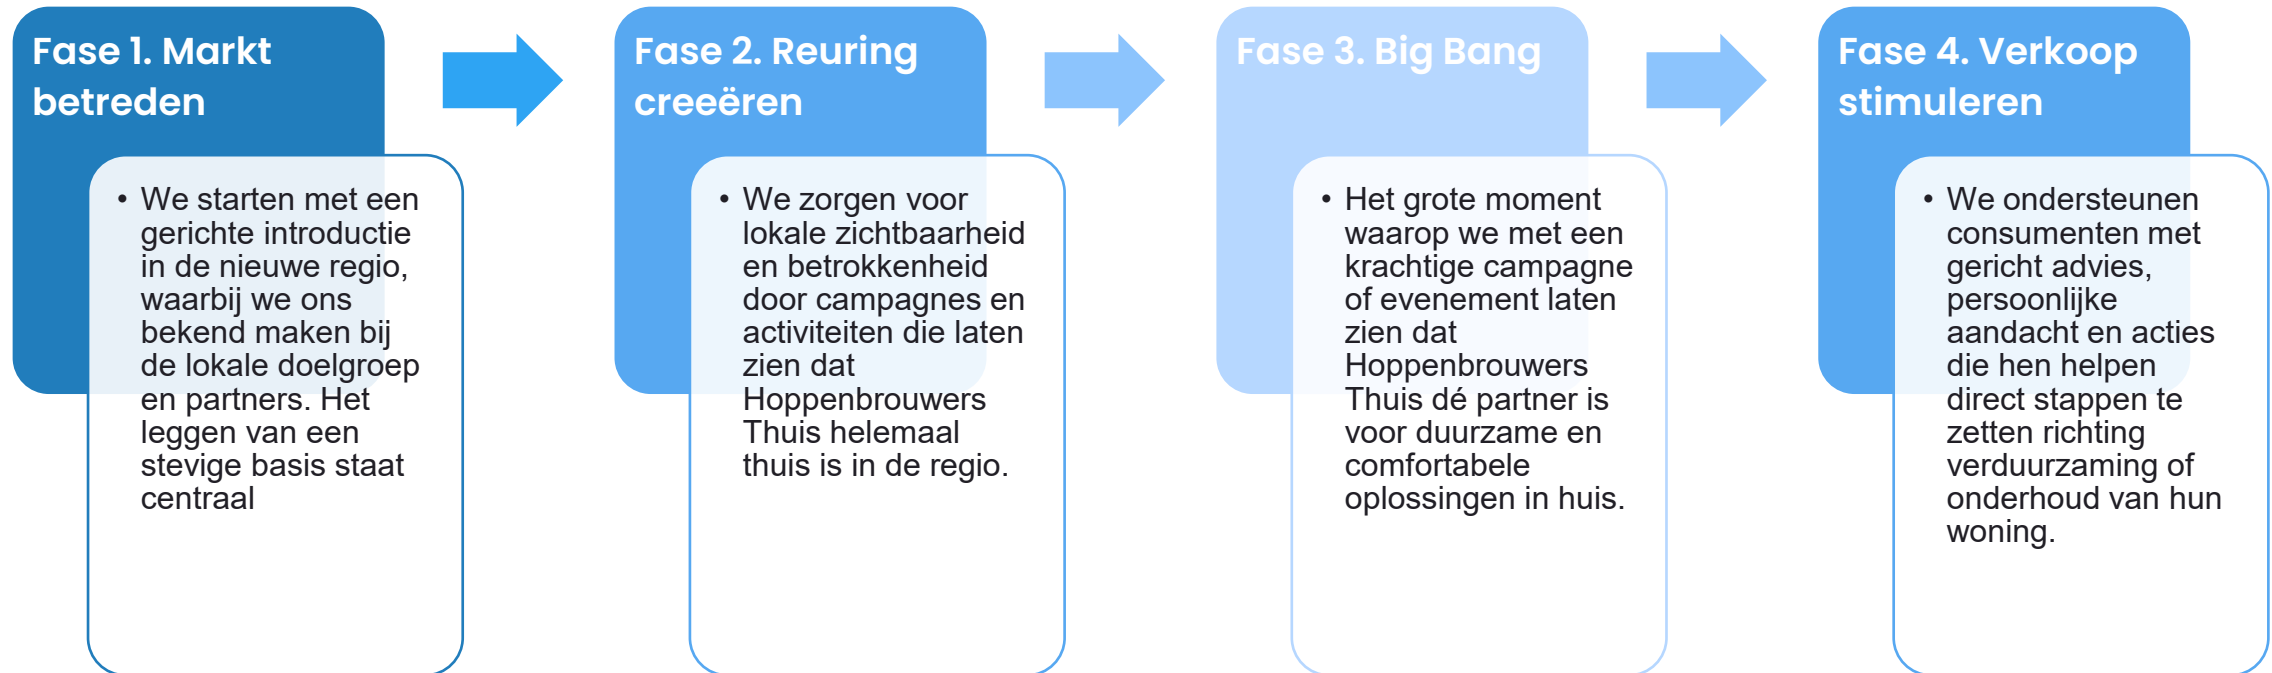 Fase 1. Markt
betreden
• We starten met een
gerichte introductie
in de nieuwe regio,
waarbij we ons
bekend maken bij
de lokale doelgroep
en partners. Het
leggen van een
stevige basis staat
centraal
Fase 2. Reuring
creeëren
• We zorgen voor
lokale zichtbaarheid
en betrokkenheid
door campagnes en
activiteiten die laten
zien dat
Hoppenbrouwers
Thuis helemaal
thuis is in de regio.
Fase 3. Big Bang
• Het grote moment
waarop we met een
krachtige campagne
of evenement laten
zien dat
Hoppenbrouwers
Thuis dé partner is
voor duurzame en
comfortabele
oplossingen in huis.
Fase 4. Verkoop
stimuleren
• We ondersteunen
consumenten met
gericht advies,
persoonlijke
aandacht en acties
die hen helpen
direct stappen te
zetten richting
verduurzaming of
onderhoud van hun
woning.